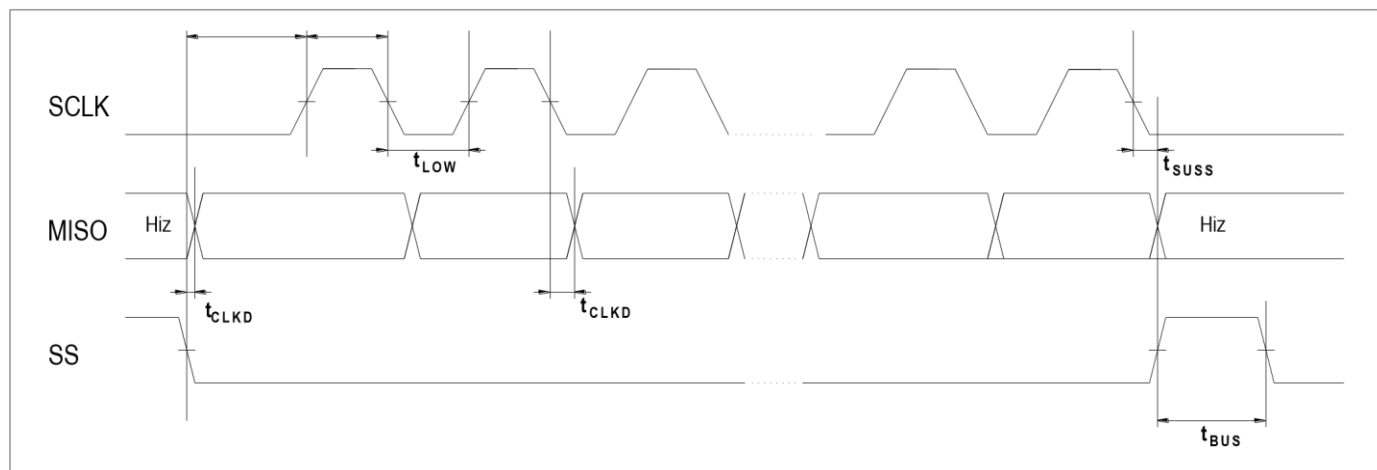 SCLK
tLOW
tSUSS
MISO
Hiz
Hiz
tCLKD
tCLKD
SS
tBUS